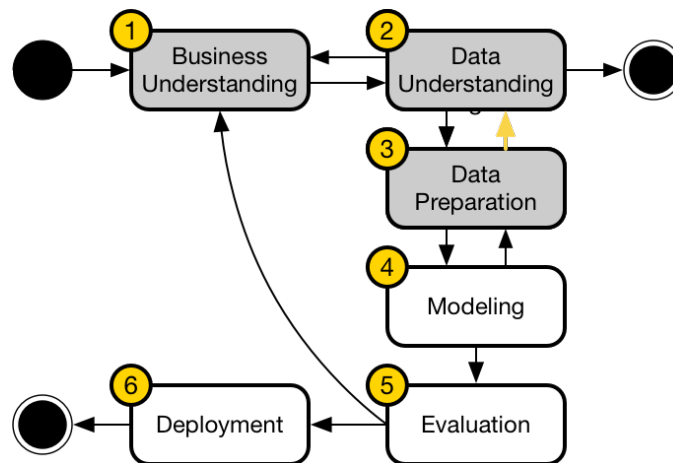 1
Business
Understanding
2
Data
Understanding
3
Data
Preparation
4
Modeling
6
Deployment
5
Evaluation